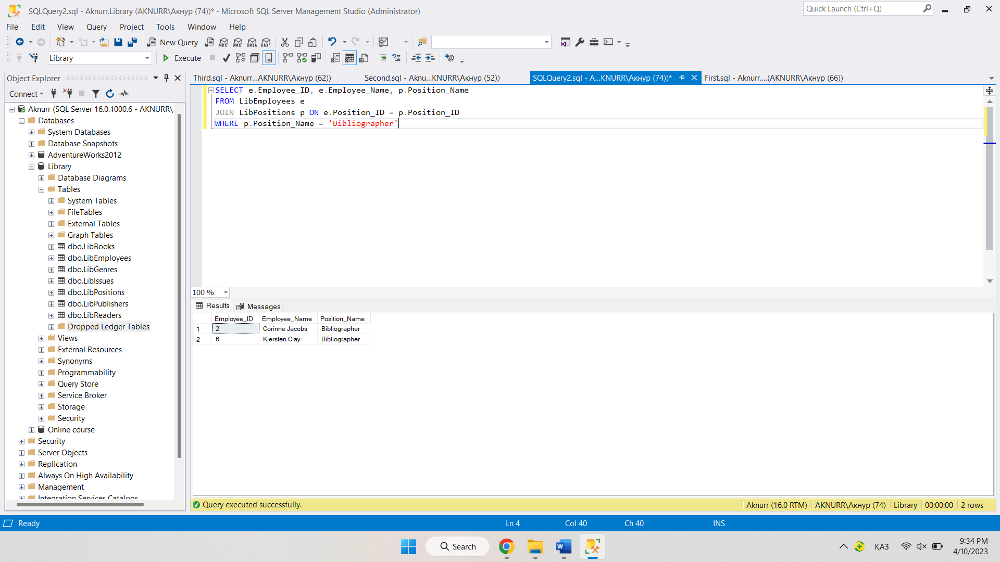 SQLQuery2.sql - Aknurr.Library (AKNURR\Акнур (74))* - Microsoft SQL Server Management Studio (Administrator)
Quick Launch (Ctrl+Q)
File Edit View Query Project Tools Window Help
New Query MDX DMX XMLA DAX
Library Execute
Object Explorer
Third.sql - Aknurr...AKNURR\Акнур (62)) Second.sql - Aknu...KNURR\Акнур (52)) SQLQuery2.sql - A...KNURR\Акнур (74))* First.sql - Aknurr....(AKNURR\Акнур (66))
Connect
Aknurr (SQL Server 16.0.1000.6 - AKNURR\
Databases
System Databases
Database Snapshots
AdventureWorks2012
Library
Database Diagrams
Tables
System Tables
FileTables
External Tables
Graph Tables
dbo.LibBooks
dbo.LibEmployees
dbo.LibGenres
dbo.LibIssues
dbo.LibPositions
dbo.LibPublishers
dbo.LibReaders
Dropped Ledger Tables
Views
External Resources
Synonyms
Programmability
Query Store
Service Broker
Storage
Security
Online course
Security
Server Objects
Replication
Always On High Availability
Management
Integration Services Catalogs
SELECT e.Employee_ID, e.Employee_Name, p.Position_Name
FROM LibEmployees e
JOIN LibPositions p ON e.Position_ID = p.Position_ID
WHERE p.Position_Name = 'Bibliographer'
100 %
Results Messages
Employee_ID Employee_Name Position_Name
1 2 Corinne Jacobs Bibliographer
2 6 Kiersten Clay Bibliographer
Query executed successfully. Aknurr (16.0 RTM) AKNURR\Акнур (74) Library 00:00:00 2 rows
Ready Ln 4 Col 40 Ch 40 INS
Search
ҚАЗ
9:34 PM
4/10/2023